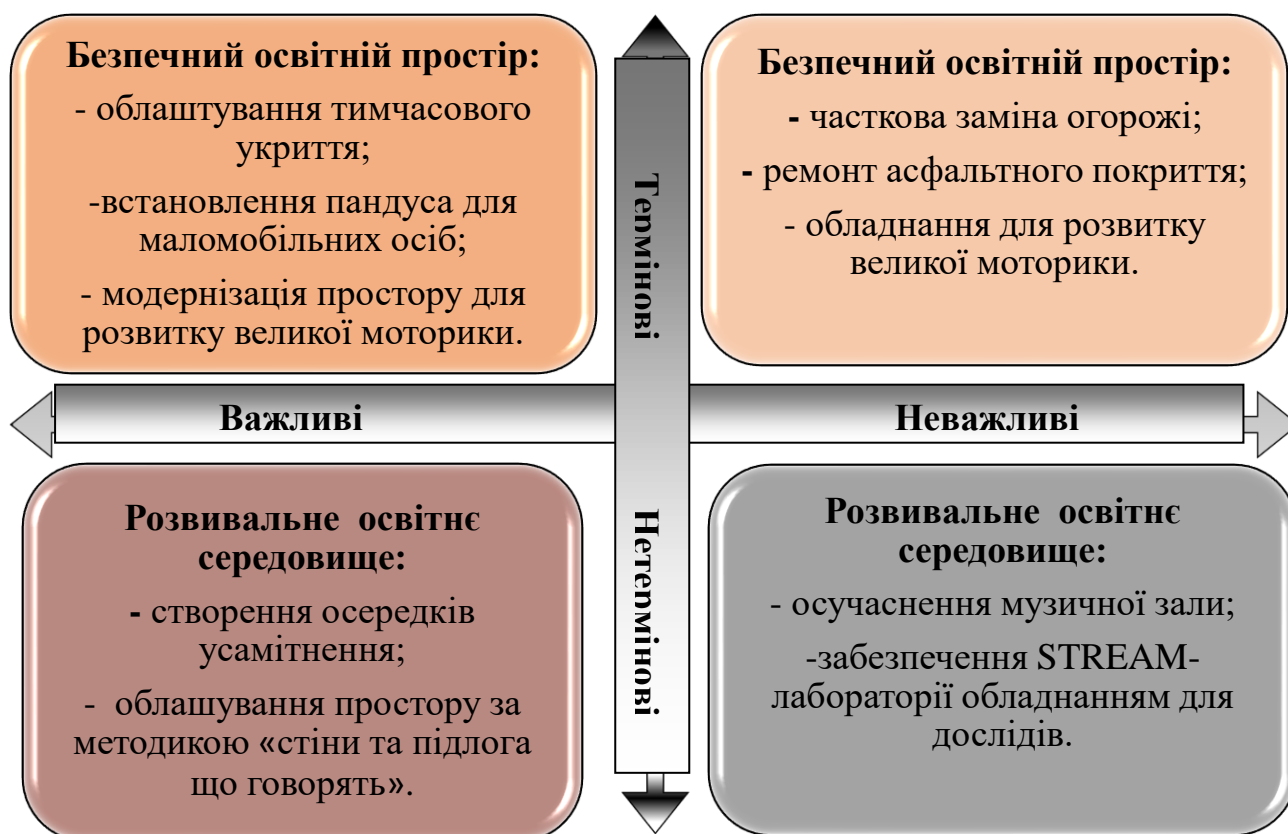 Безпечний освітній простір:
- облаштування тимчасового
укриття;
-встановлення пандуса для
маломобільних осіб;
- модернізація простору для
розвитку великої моторики.
Безпечний освітній простір:
- часткова заміна огорожі;
- ремонт асфальтного покриття;
- обладнання для розвитку
великої моторики.
Термінові
Важливі
Неважливі
Нетермінові
Розвивальне освітнє
середовище:
- створення осередків
усамітнення;
- облашування простору за
методикою «стіни та підлога
що говорять».
Розвивальне освітнє
середовище:
- осучаснення музичної зали;
-забезпечення STREAM-
лабораторії обладнанням для
дослідів.